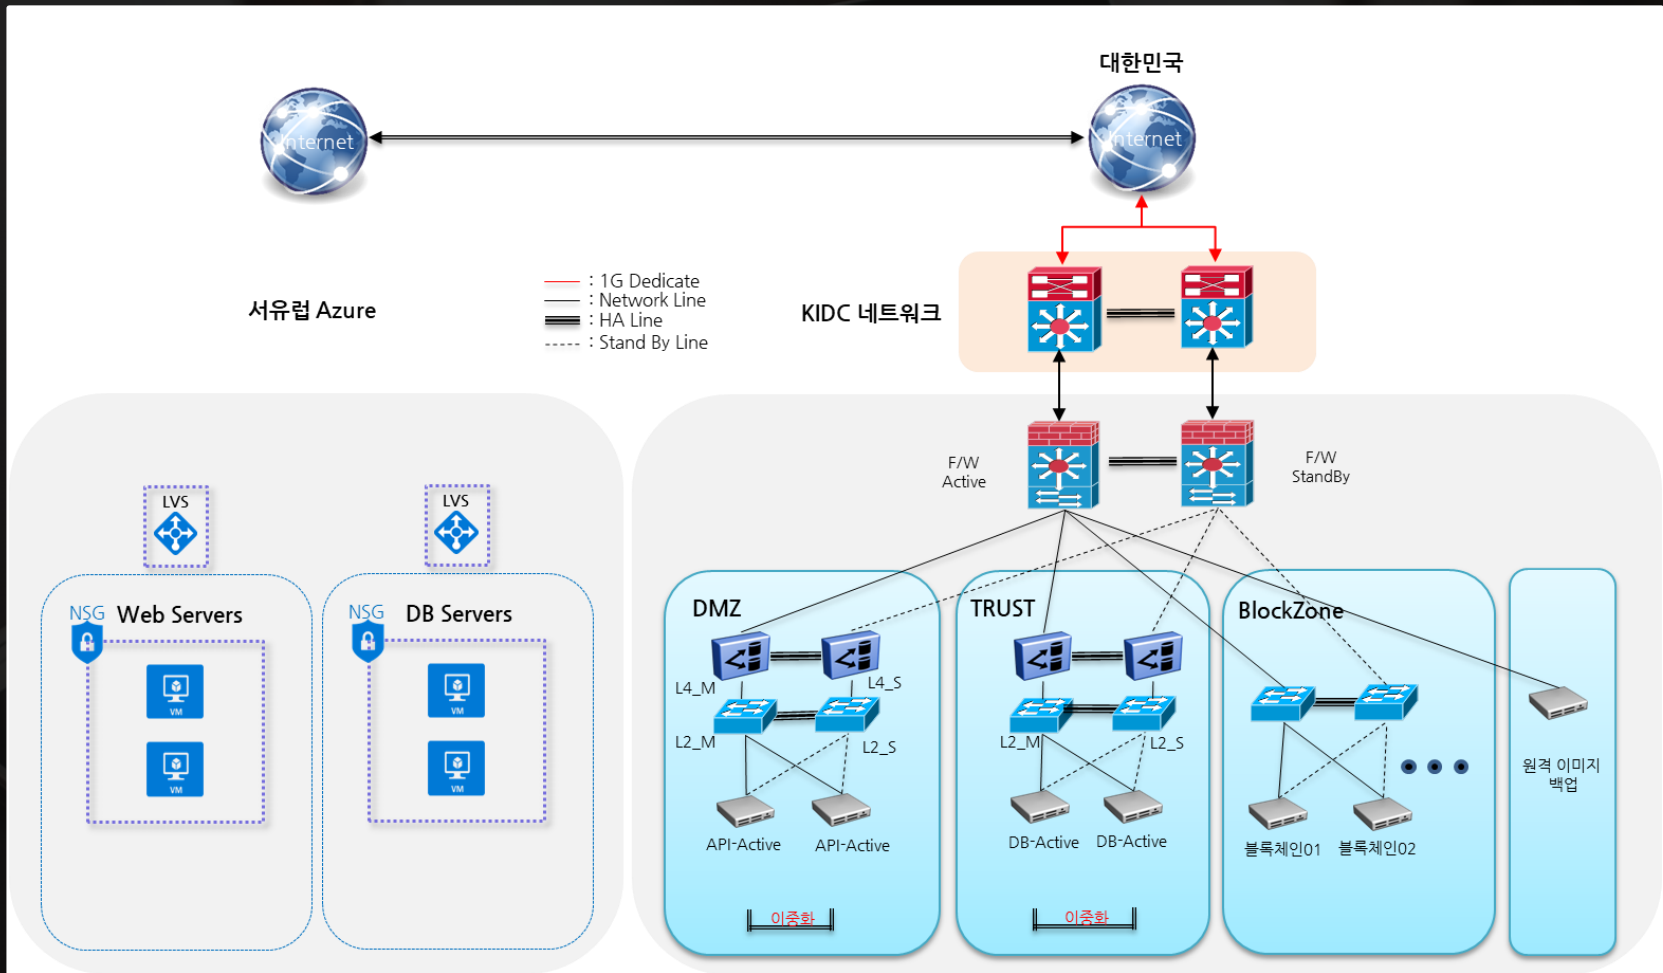 대한민국
Internet
Internet
서유럽 Azure
: 1G Dedicate
: Network Line
: HA Line
: Stand By Line
KIDC 네트워크
F/W
Active
F/W
StandBy
LVS
LVS
NSG
Web Servers
NSG
DB Servers
VM
VM
VM
VM
DMZ
L4_M
L4_S
L2_M
L2_S
API-Active
API-Active
이중화
TRUST
L2_M
L2_S
DB-Active
DB-Active
이중화
BlockZone
블록체인01
블록체인02
원격 이미지
백업